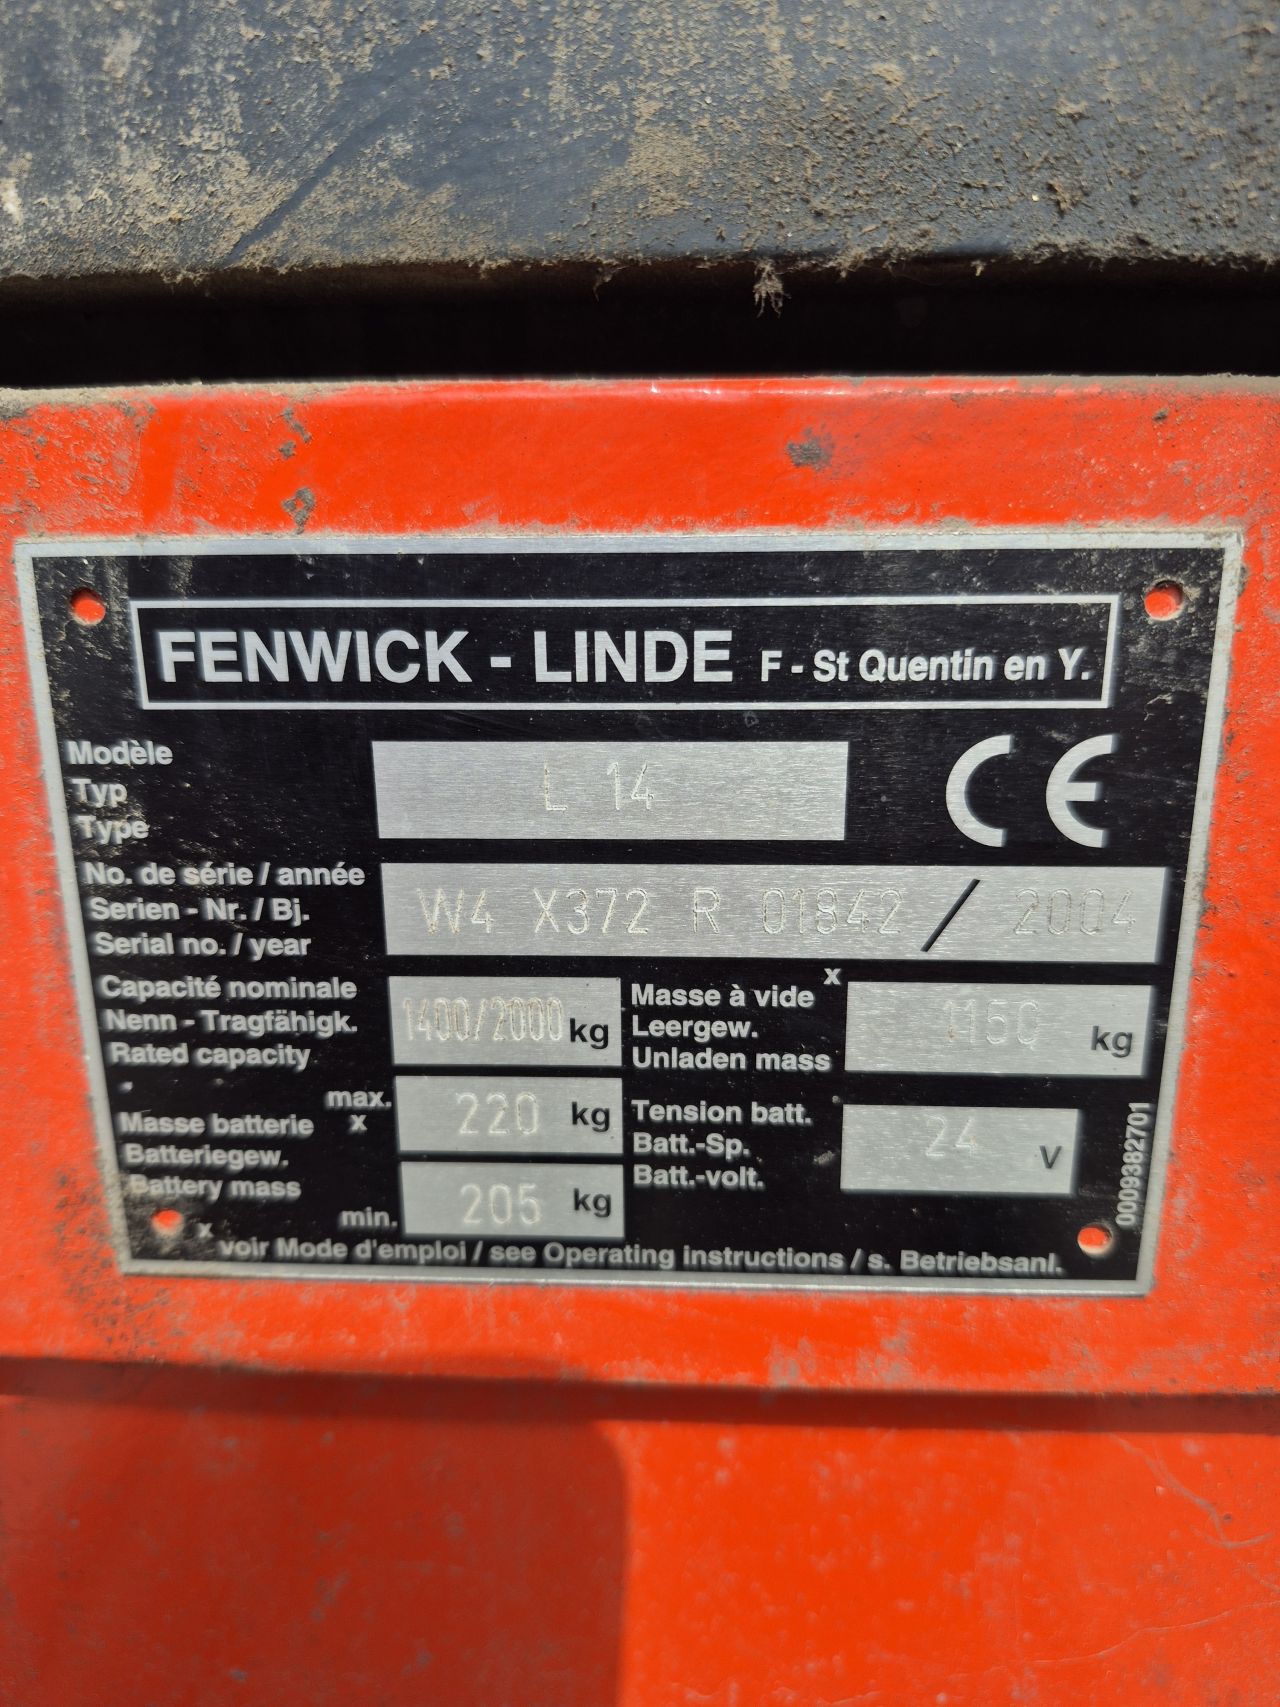 FENWICK - LINDE F - St Quentin en Y.
Modèle
Typ
Type
L 14
CE
No. de série / année
Serien - Nr. / Bj.
Serial no. / year
W4 X372 R 01842 / 2004
Capacité nominale
Nenn - Tragfähigk.
Rated capacity
1400/2000 kg
x
Masse à vide
Leergew.
Unladen mass
1150 kg
Masse batterie
Batteriegew.
Battery mass
max.
x
220 kg
min.
205 kg
Tension batt.
Batt.-Sp.
Batt.-volt.
24 V
0009382701
x voir Mode d'emploi / see Operating instructions / s. Betriebsanl.